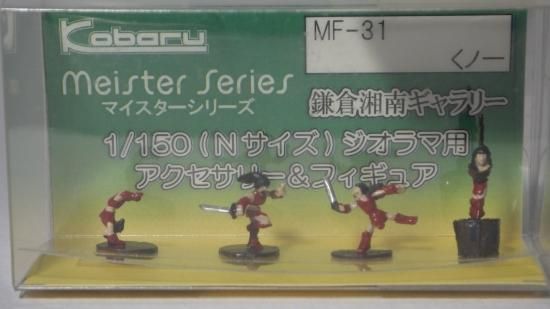 Kobaru
MF-31
くノ一
Meister Series
マイスターシリーズ
鎌倉湘南ギャラリー
1/150(Nサイズ)ジオラマ用
アクセサリー&フィギュア